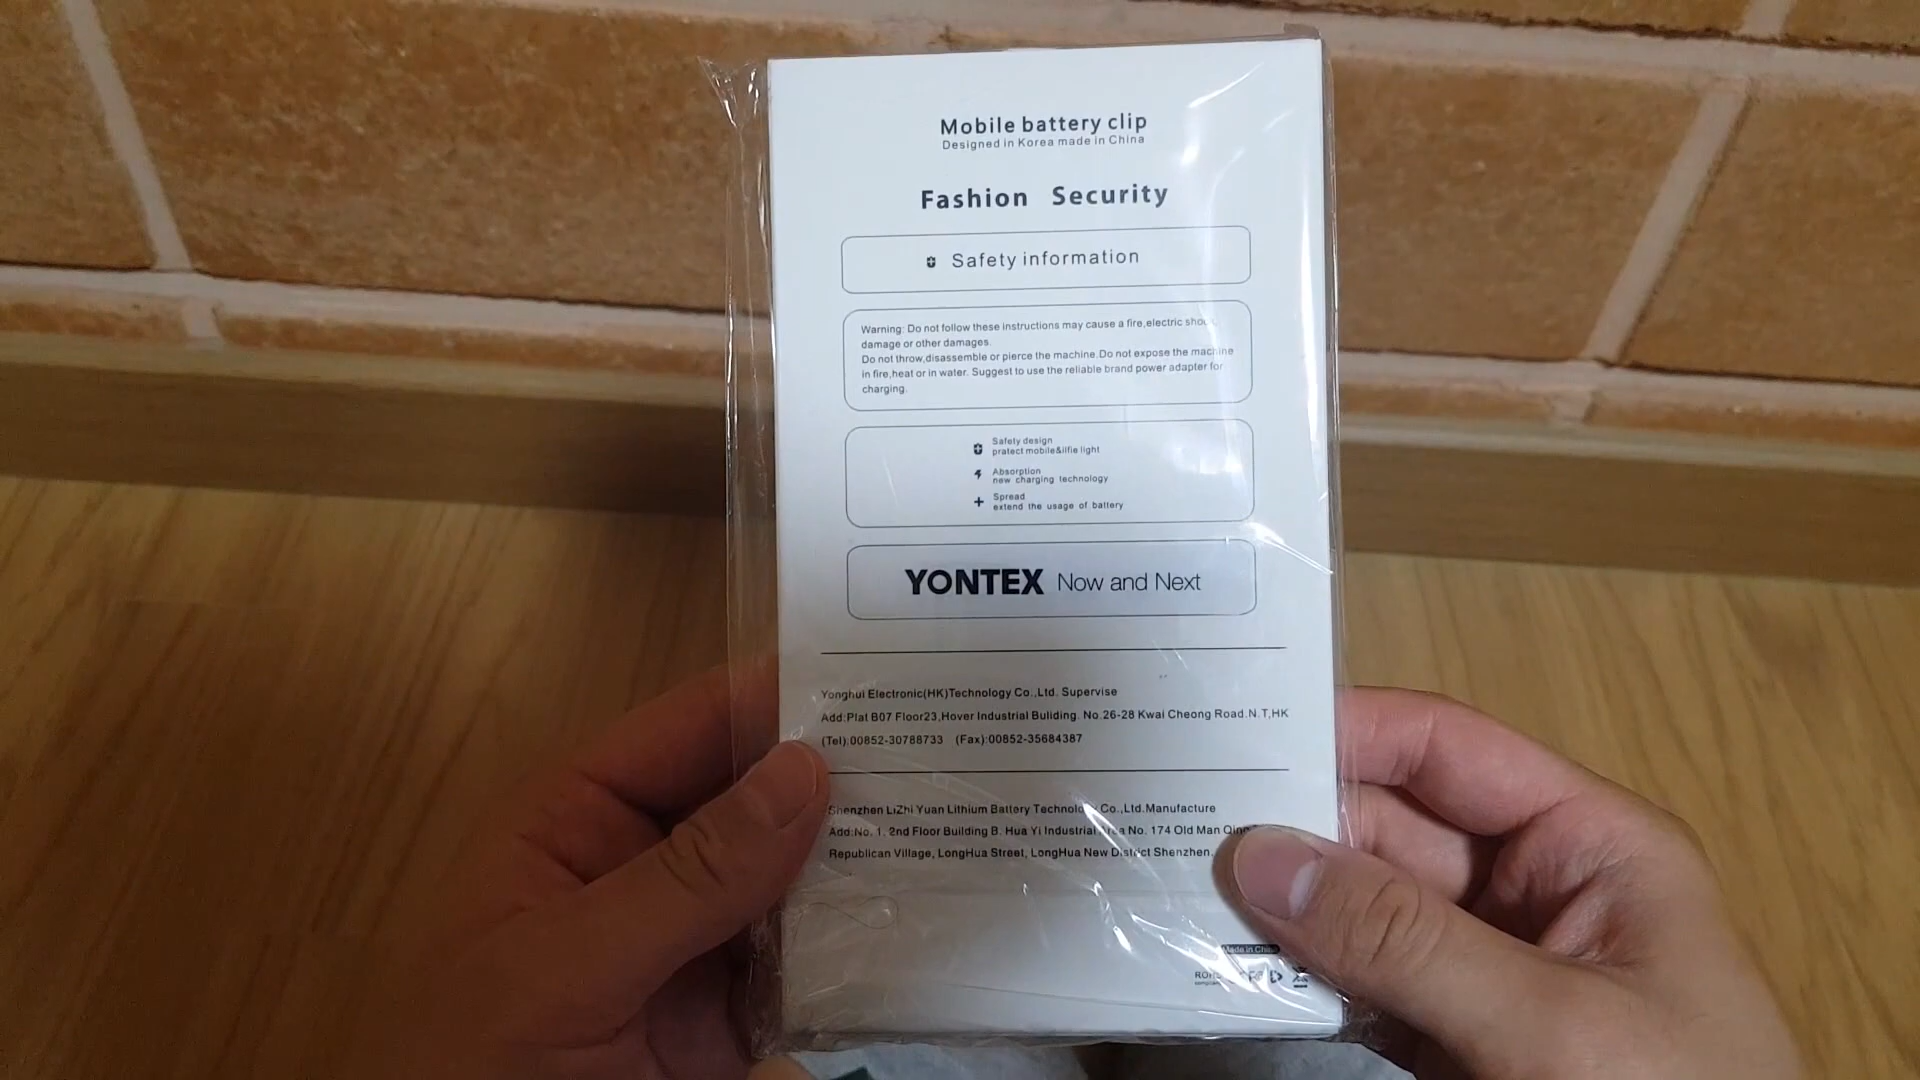 Mobile battery clip
Designed in Korea made in China
Fashion Security
Safety information
Warning: Do not follow these instructions may cause a fire,electric
damage or other damages.
Do not throw,disassemble or pierce the machine.Do not expose the machine
in fire,heat or in water. Suggest to use the reliable brand power adapter for
charging.
Safety design
pratect mobile&ilfie light
Absorption
new charging technology
Spread
extend the usage of battery
YONTEX Now and Next
Yonghui Electronic(HK)Technology Co.,Ltd. Supervise
Add:Plat B07 Floor23,Hover Industrial Buliding. No.26-28 Kwai Cheong Road.N.T,HK
(Tel):00852-30788733 (Fax):00852-35684387
Shenzhen LiZhi Yuan Lithium Battery Technology Co.,Ltd.Manufacture
Add:No. 1, 2nd Floor Building B. Hua Yi Industrial Area No. 174 Old Man
Republican Village, LongHua Street, LongHua New District Shenzhen.
Made in China